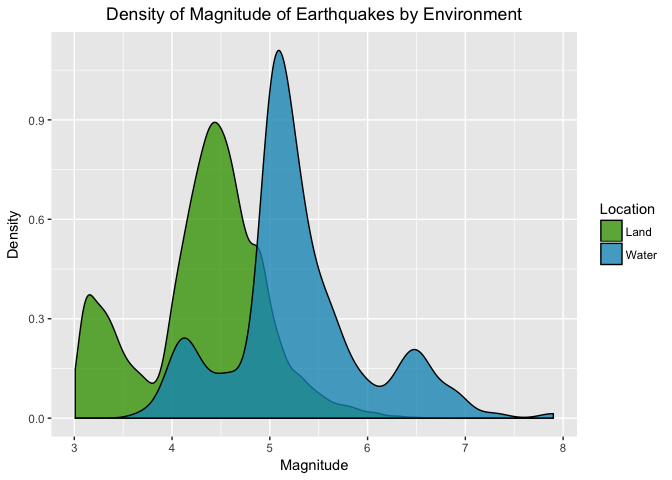 Density of Magnitude of Earthquakes by Environment
Density
0.9
0.6
0.3
0.0
3 4 5 6 7 8
Magnitude
Location
Land
Water